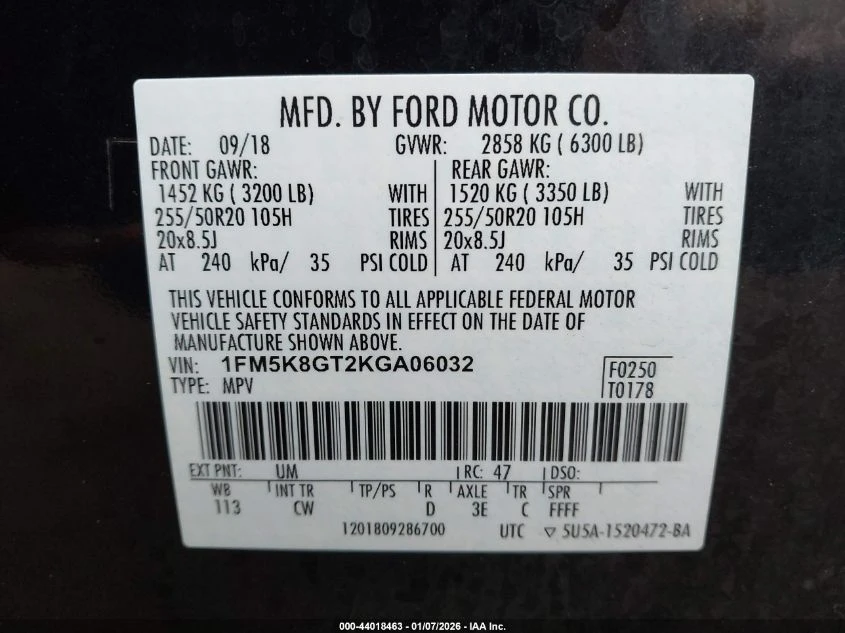 MFD. BY FORD MOTOR CO.
DATE: 09/18 GVWR: 2858 KG ( 6300 LB)
FRONT GAWR: REAR GAWR:
1452 KG ( 3200 LB) WITH 1520 KG ( 3350 LB) WITH
255/50R20 105H TIRES 255/50R20 105H TIRES
20x8.5J RIMS 20x8.5J RIMS
AT 240 kPa/ 35 PSI COLD AT 240 kPa/ 35 PSI COLD
THIS VEHICLE CONFORMS TO ALL APPLICABLE FEDERAL MOTOR
VEHICLE SAFETY STANDARDS IN EFFECT ON THE DATE OF
MANUFACTURE SHOWN ABOVE.
VIN: 1FM5K8GT2KGA06032 F0250
TYPE: MPV T0178
EXT PNT: UM RC: 47 DSO:
WB INT TR TP/PS R AXLE TR SPR
113 CW D 3E C FFFF
1201809286700 UTC ▽ 5U5A-1520472-BA
000-44018463 - 01/07/2026 - IAA Inc.